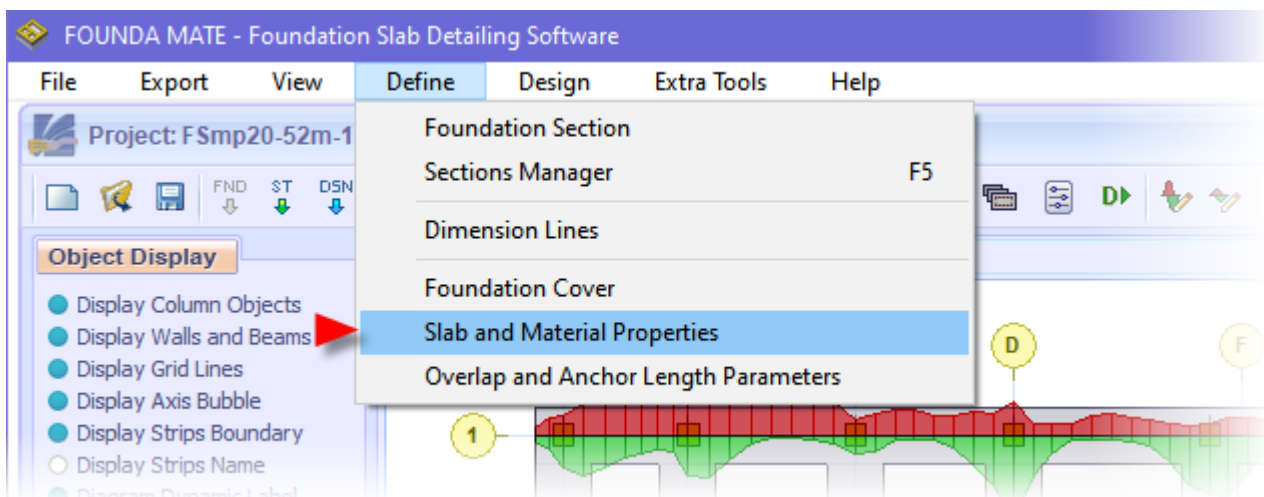 FOUNDA MATE - Foundation Slab Detailing Software
File Export View Define Design Extra Tools Help
Project: FSmp20-52m-1
FND ST DSN
Object Display
Display Column Objects
Display Walls and Beams
Display Grid Lines
Display Axis Bubble
Display Strips Boundary
Display Strips Name
Diagram Dynamic Label
Foundation Section
Sections Manager F5
Dimension Lines
Foundation Cover
Slab and Material Properties
Overlap and Anchor Length Parameters
D
D F
1